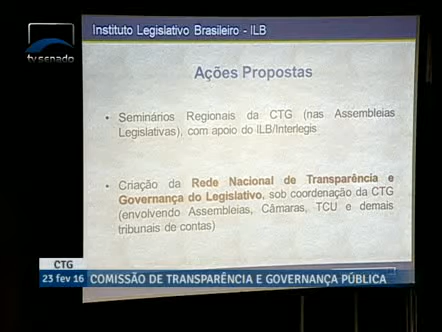 Instituto Legislativo Brasileiro - ILB
tv senado
Ações Propostas
• Seminários Regionais da CTG (nas Assembleias
Legislativas), com apoio do ILB/Interlegis
• Criação da Rede Nacional de Transparência e
Governança do Legislativo, sob coordenação da CTG
(envolvendo Assembleias, Câmaras, TCU e demais
tribunais de contas)
CTG
23 fev 16 COMISSÃO DE TRANSPARÊNCIA E GOVERNANÇA PÚBLICA